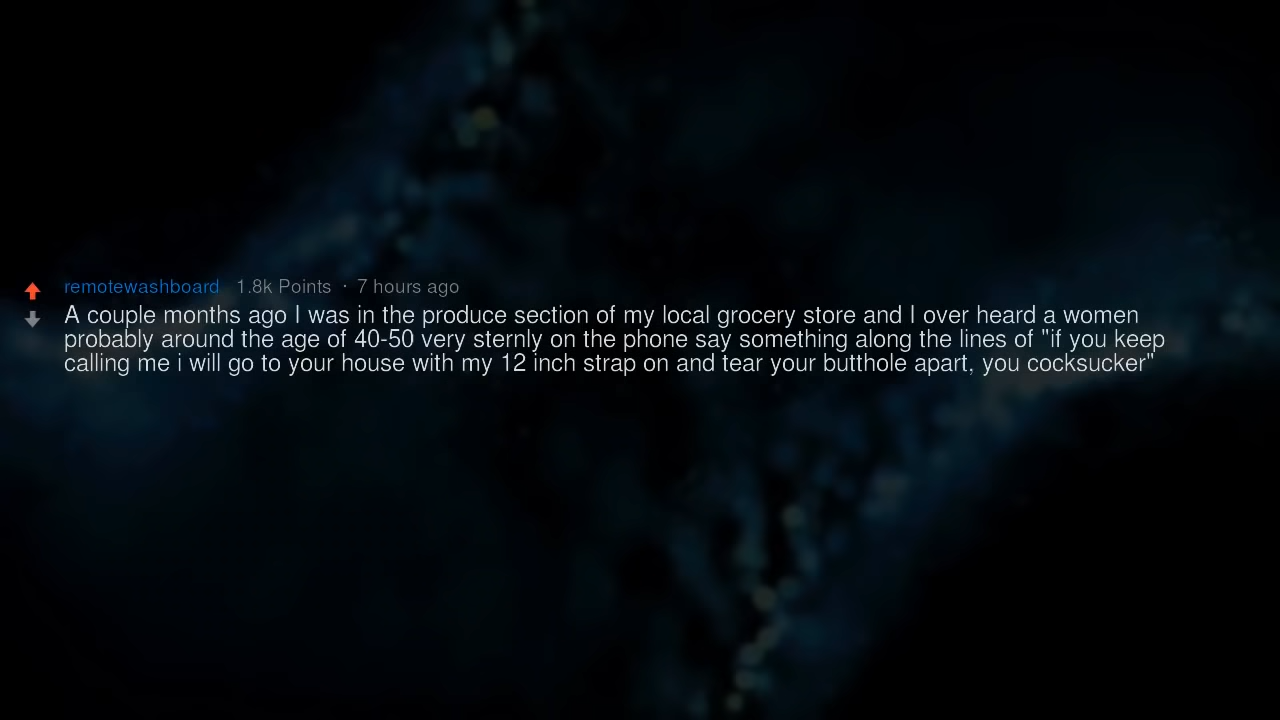 remotewashboard 1.8k Points · 7 hours ago
A couple months ago I was in the produce section of my local grocery store and I over heard a women
probably around the age of 40-50 very sternly on the phone say something along the lines of "if you keep
calling me i will go to your house with my 12 inch strap on and tear your butthole apart, you cocksucker"